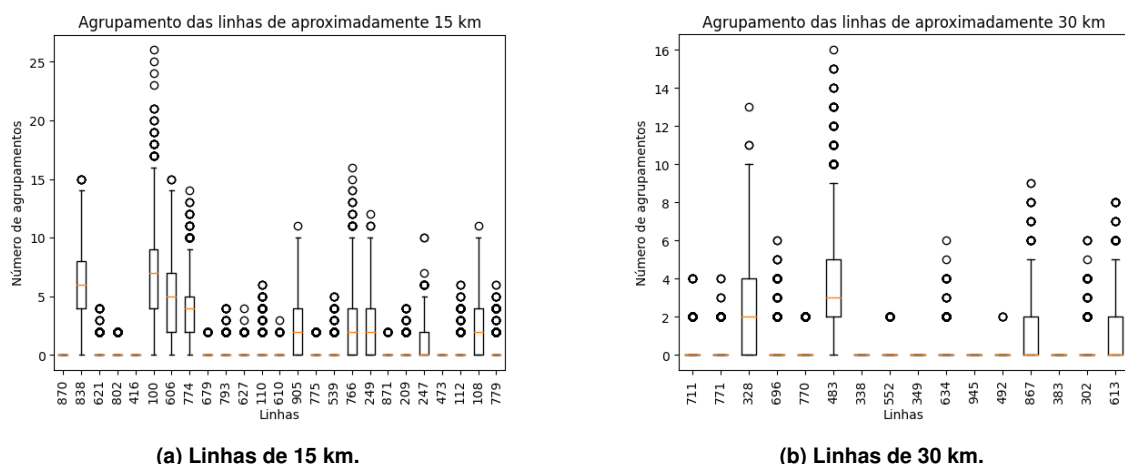 Agrupamento das linhas de aproximadamente 15 km
Número de agrupamentos
25
20
15
10
5
0
870 838 621 802 416 100 606 774 679 793 627 110 610 905 775 539 766 249 871 209 247 473 112 108 779
Linhas
(a) Linhas de 15 km.
Agrupamento das linhas de aproximadamente 30 km
Número de agrupamentos
16
14
12
10
8
6
4
2
0
711 771 328 696 770 483 338 552 349 634 945 492 867 383 302 613
Linhas
(b) Linhas de 30 km.